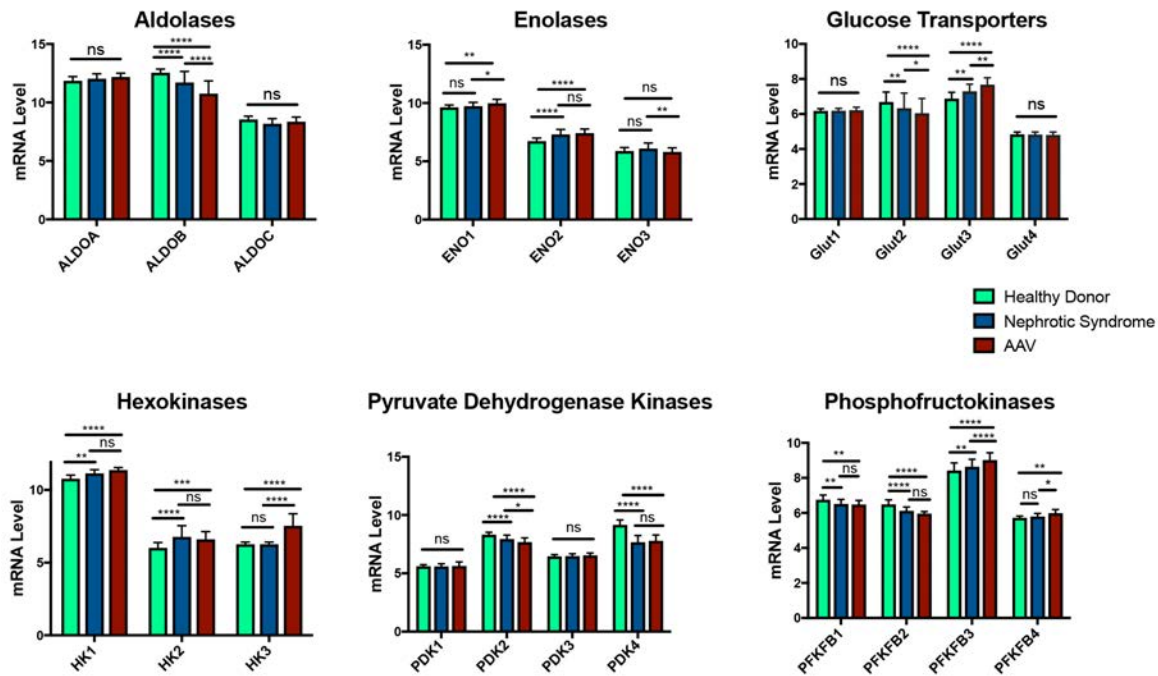 Aldolases
mRNA Level
15
10
5
0
ns
****
****
****
ns
ALDOA
ALDOB
ALDOC
Enolases
mRNA Level
15
10
5
0
**
ns
*
****
****
ns
ns
ns
**
ENO1
ENO2
ENO3
Glucose Transporters
mRNA Level
10
8
6
4
2
0
ns
****
**
*
****
**
**
ns
Glut1
Glut2
Glut3
Glut4
Healthy Donor
Nephrotic Syndrome
AAV
Hexokinases
mRNA Level
10
5
0
****
**
ns
***
****
ns
****
ns
****
HK1
HK2
HK3
Pyruvate Dehydrogenase Kinases
mRNA Level
15
10
5
0
ns
****
****
*
ns
****
****
ns
PDK1
PDK2
PDK3
PDK4
Phosphofructokinases
mRNA Level
10
8
6
4
2
0
**
**
ns
****
****
ns
****
**
****
**
ns
*
PFKFB1
PFKFB2
PFKFB3
PFKFB4